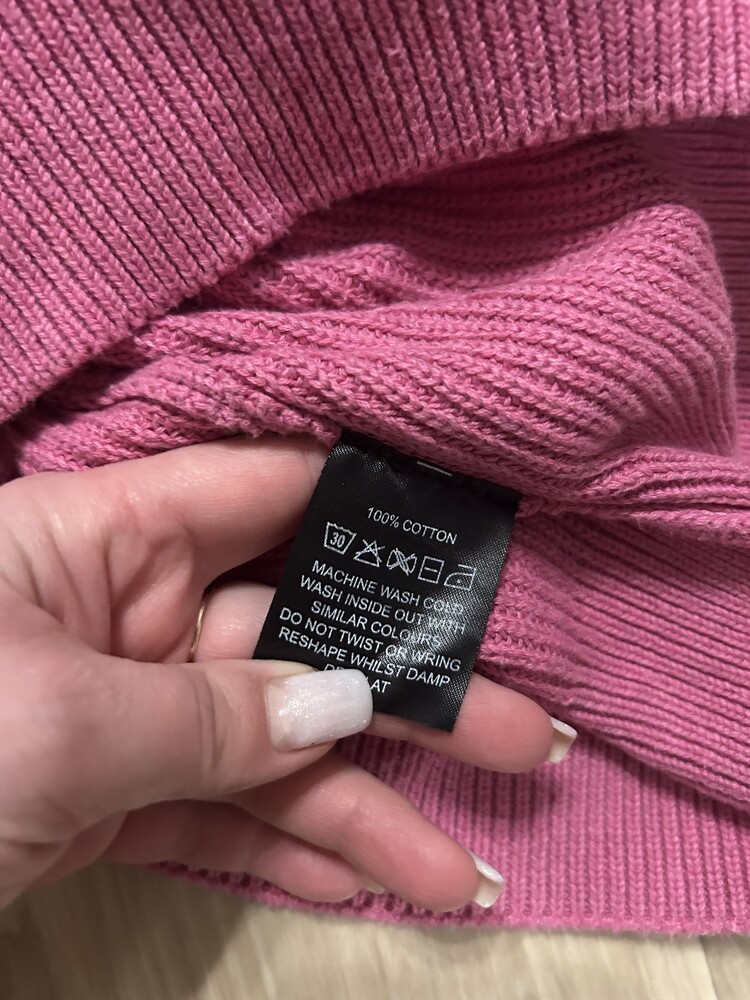 100% COTTON
30
MACHINE WASH COLD
WASH INSIDE OUT WITH
SIMILAR COLOURS
DO NOT TWIST OR WRING
RESHAPE WHILST DAMP